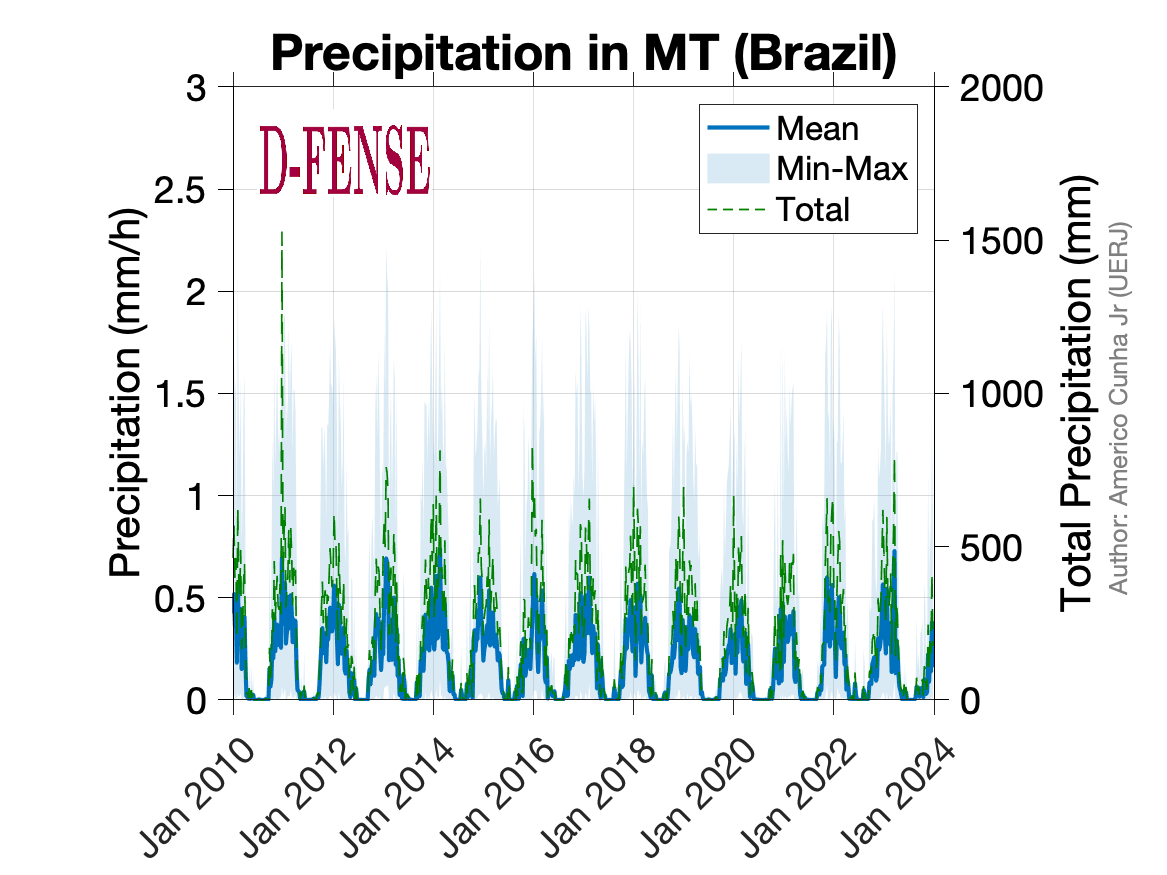 Precipitation in MT (Brazil)
D-FENSE
Mean
Min-Max
Total
Precipitation (mm/h)
3
2.5
2
1.5
1
0.5
0
2000
1500
1000
500
0
Total Precipitation (mm)
Author: Americo Cunha Jr (UERJ)
Jan 2010
Jan 2012
Jan 2014
Jan 2016
Jan 2018
Jan 2020
Jan 2022
Jan 2024